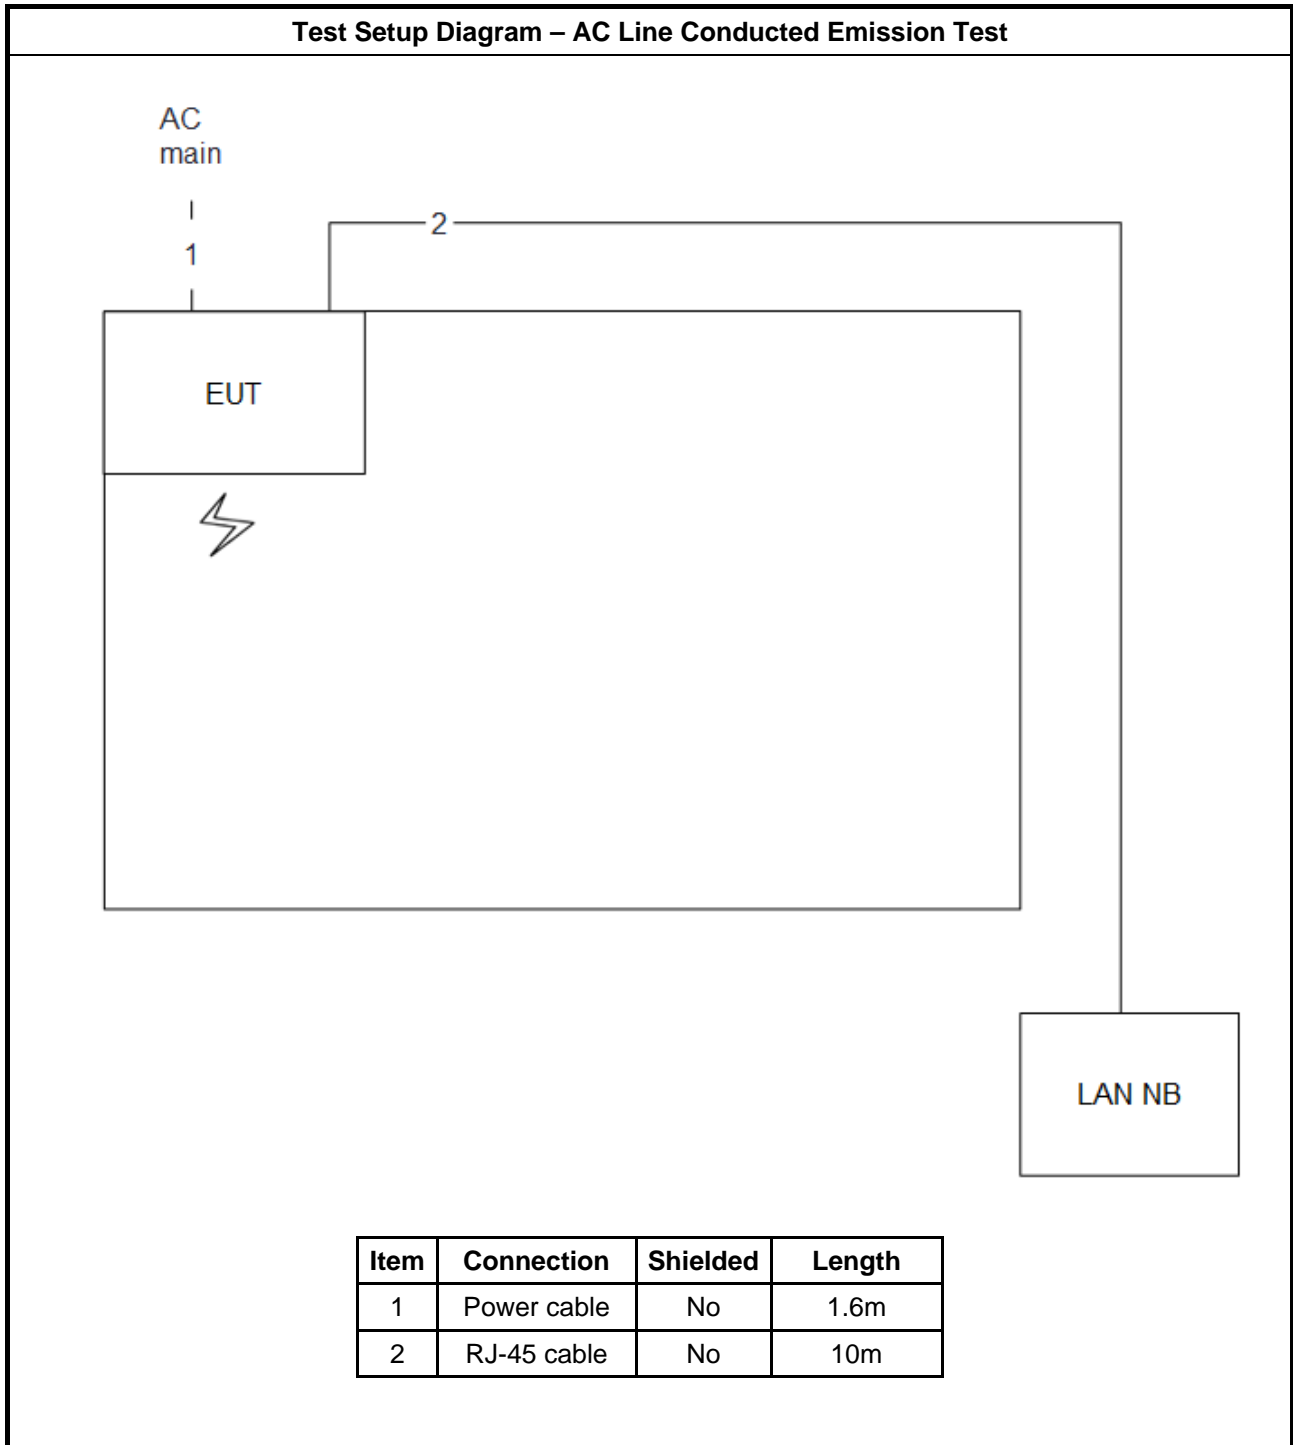 Test Setup Diagram – AC Line Conducted Emission Test
AC
main
2
1
EUT
LAN NB
Item Connection Shielded Length
1 Power cable No 1.6m
2 RJ-45 cable No 10m